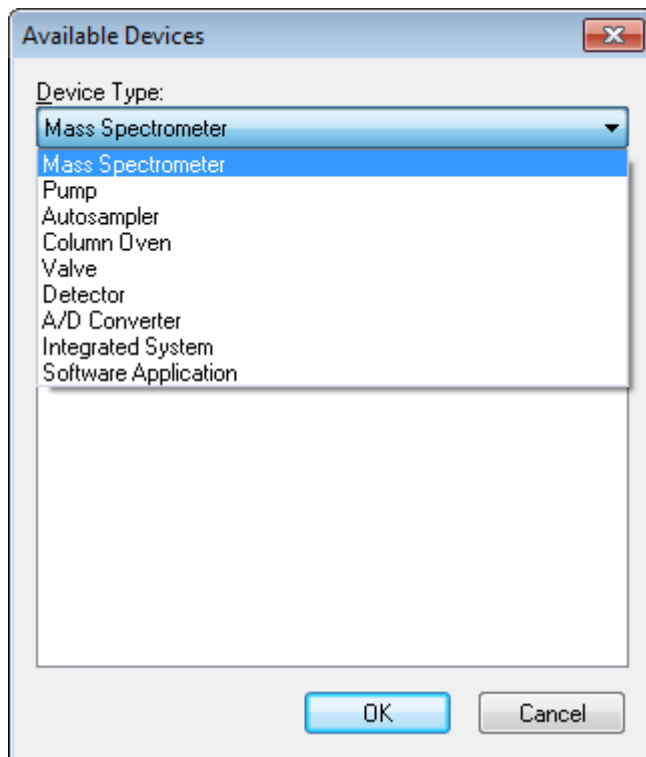 Available Devices
Device Type:
Mass Spectrometer
Mass Spectrometer
Pump
Autosampler
Column Oven
Valve
Detector
A/D Converter
Integrated System
Software Application
OK
Cancel